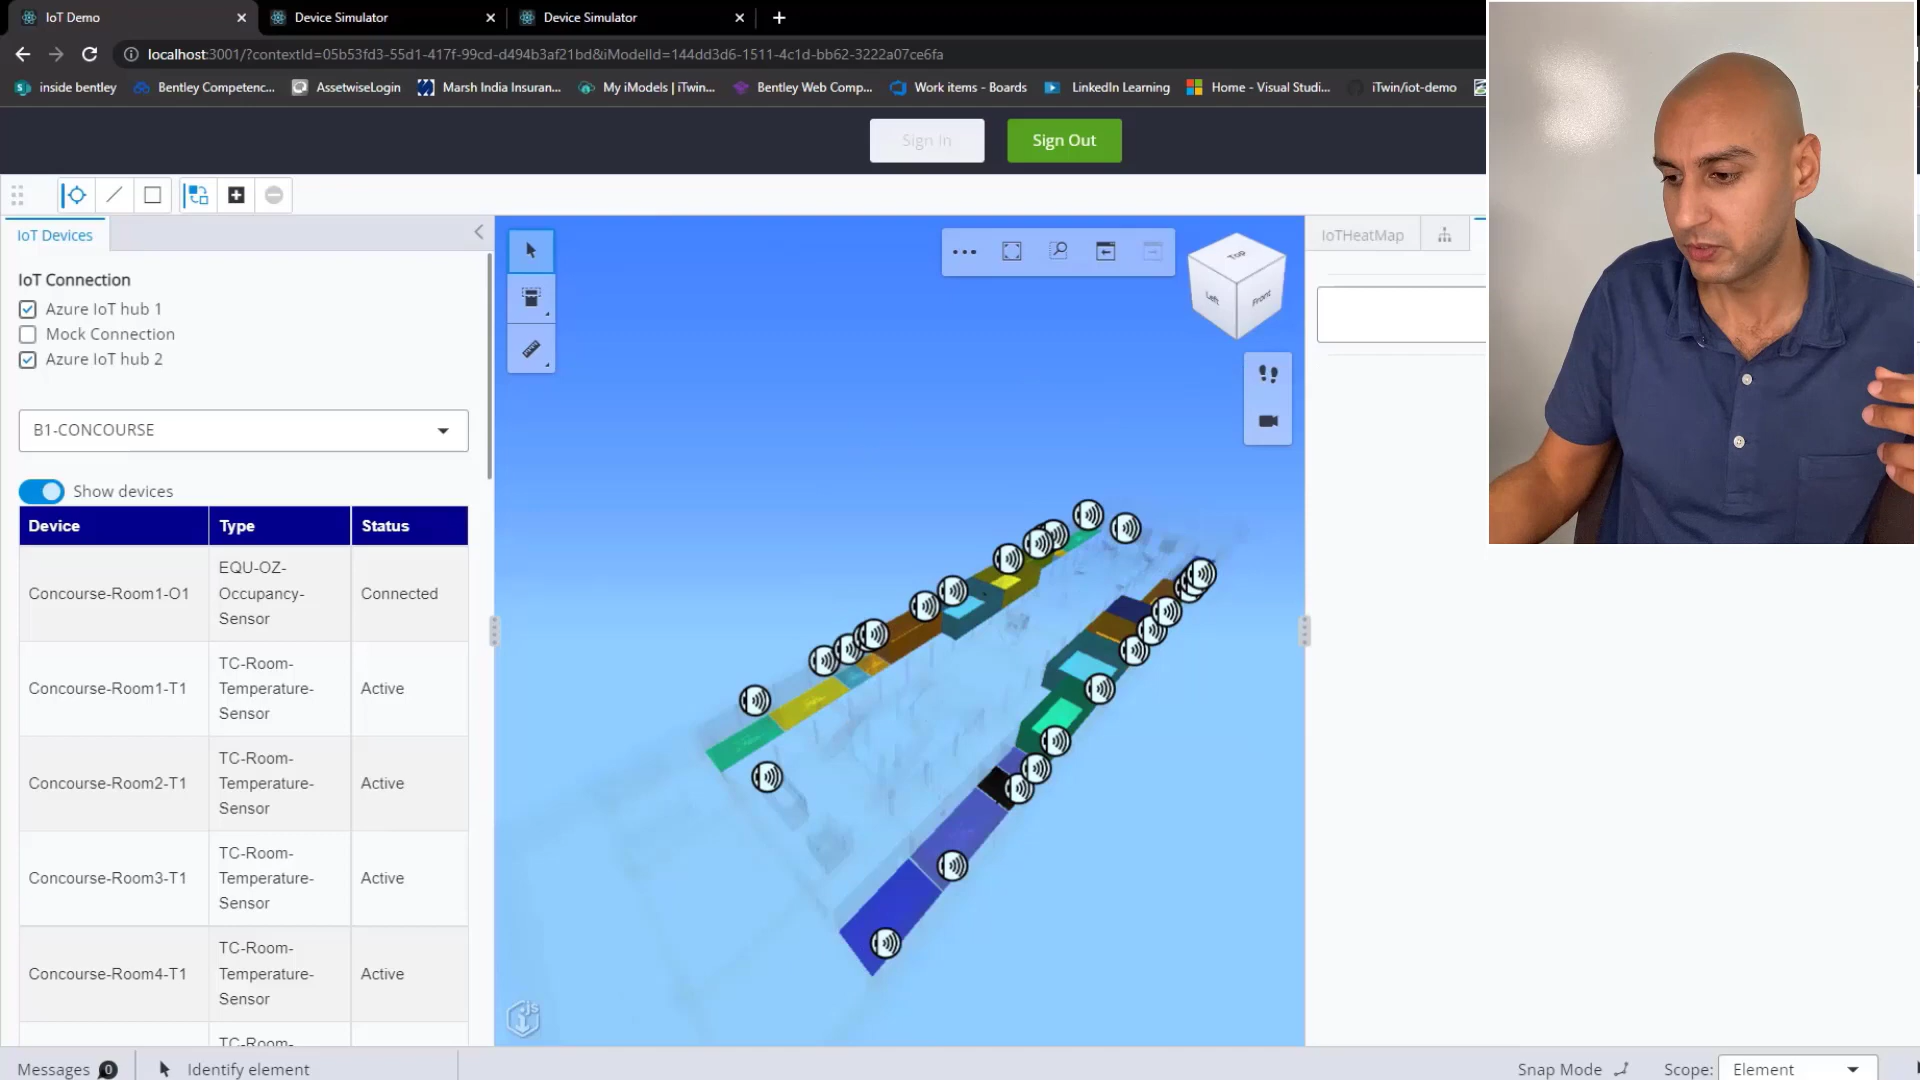 IoT Demo
Device Simulator
Device Simulator
localhost:3001/?contextId=05b53fd3-55d1-417f-99cd-d494b3af21bd&iModelId=144dd3d6-1511-4c1d-bb62-3222a07ce6fa
inside bentley
Bentley Competenc...
AssetwiseLogin
Marsh India Insuran...
My iModels | iTwin...
Bentley Web Comp...
Work items - Boards
LinkedIn Learning
Home - Visual Studi...
iTwin/iot-demo
Sign In
Sign Out
IoT Devices
IoT Connection
Azure IoT hub 1
Mock Connection
Azure IoT hub 2
B1-CONCOURSE
Show devices
Device Type Status
Concourse-Room1-O1 EQU-OZ-Occupancy-Sensor Connected
Concourse-Room1-T1 TC-Room-Temperature-Sensor Active
Concourse-Room2-T1 TC-Room-Temperature-Sensor Active
Concourse-Room3-T1 TC-Room-Temperature-Sensor Active
Concourse-Room4-T1 TC-Room-Temperature-Sensor Active
TC-Room-
Top
Left
Front
IoTHeatMap
js
Messages 0
Identify element
Snap Mode
Scope: Element